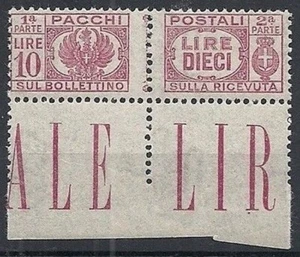 1ª PARTE PACCHI
LIRE 10
SUL BOLLETTINO
POSTALI 2ª PARTE
LIRE DIECI
SULLA RICEVUTA
ALE LIR